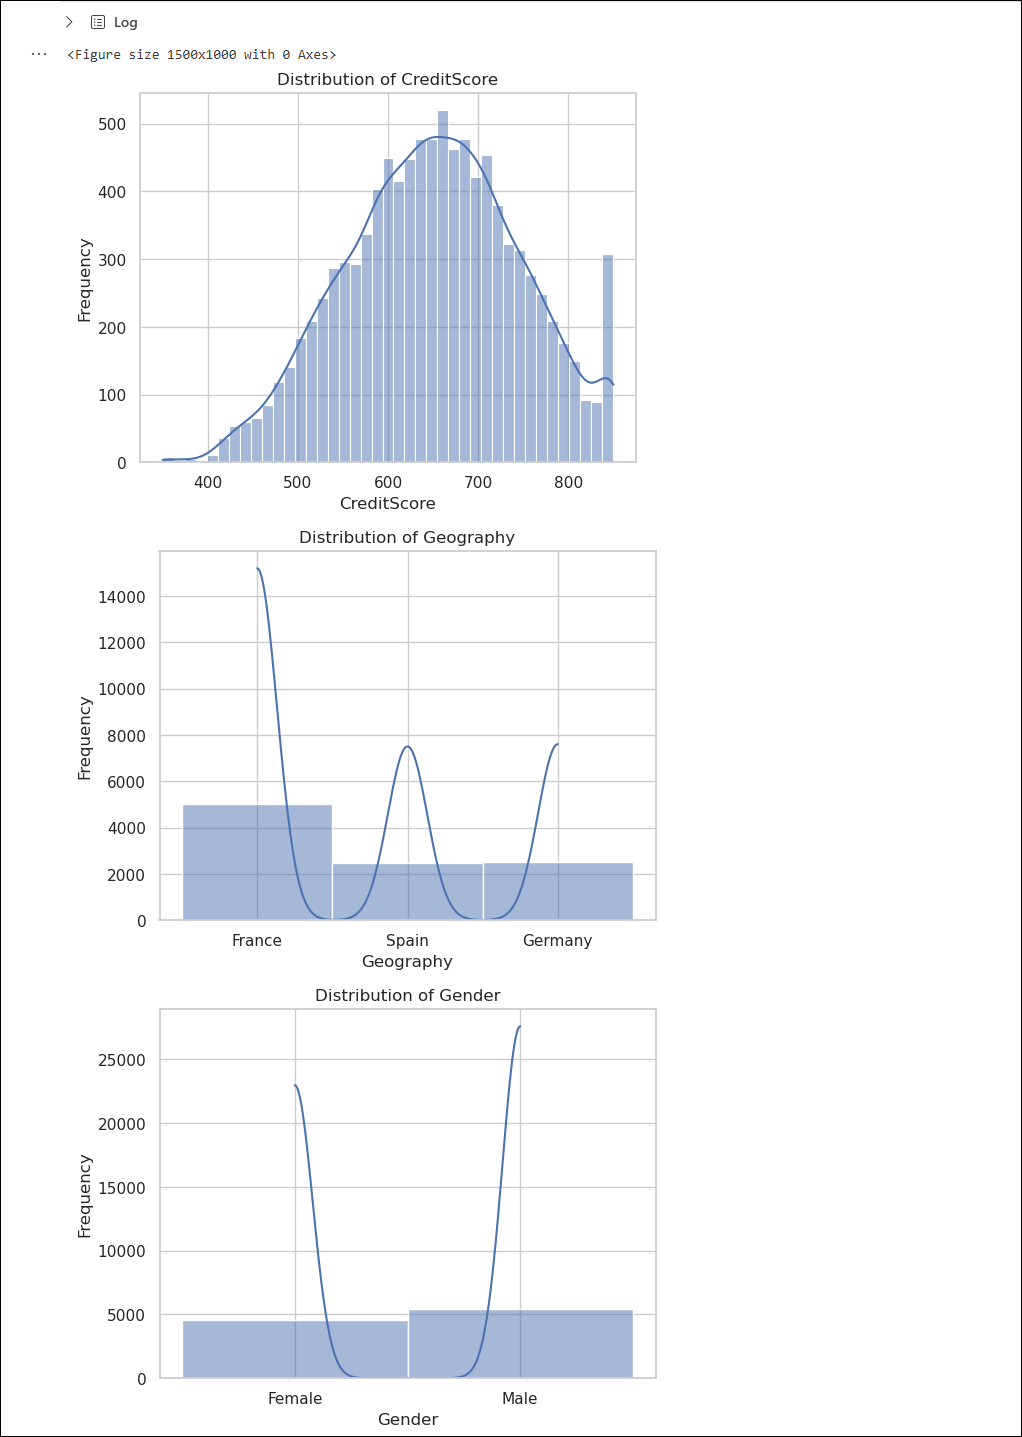 Log
<Figure size 1500x1000 with 0 Axes>
Distribution of CreditScore
500
400
300
200
100
0
Frequency
400 500 600 700 800
CreditScore
Distribution of Geography
14000
12000
10000
8000
6000
4000
2000
0
Frequency
France Spain Germany
Geography
Distribution of Gender
25000
20000
15000
10000
5000
0
Frequency
Female Male
Gender